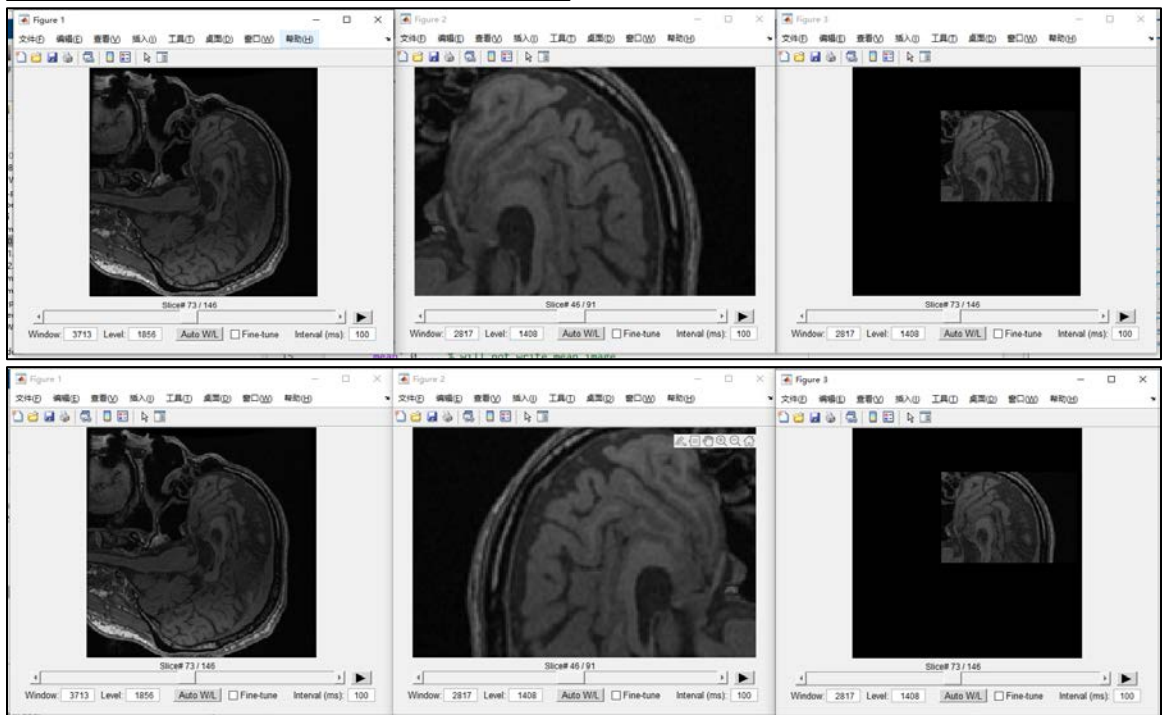 Figure 1
文件(F) 编辑(E) 查看(V) 插入(I) 工具(T) 桌面(D) 窗口(W) 帮助(H)
Slice# 73 / 146
Window: 3713 Level: 1856 Auto W/L Fine-tune Interval (ms): 100
Figure 2
文件(F) 编辑(E) 查看(V) 插入(I) 工具(T) 桌面(D) 窗口(W) 帮助(H)
Slice# 46 / 91
Window: 2817 Level: 1408 Auto W/L Fine-tune Interval (ms): 100
Figure 3
文件(F) 编辑(E) 查看(V) 插入(I) 工具(T) 桌面(D) 窗口(W) 帮助(H)
Slice# 73 / 146
Window: 2817 Level: 1408 Auto W/L Fine-tune Interval (ms): 100
% will not write mean image
Figure 1
文件(F) 编辑(E) 查看(V) 插入(I) 工具(T) 桌面(D) 窗口(W) 帮助(H)
Slice# 73 / 146
Window: 3713 Level: 1856 Auto W/L Fine-tune Interval (ms): 100
Figure 2
文件(F) 编辑(E) 查看(V) 插入(I) 工具(T) 桌面(D) 窗口(W) 帮助(H)
Slice# 46 / 91
Window: 2817 Level: 1408 Auto W/L Fine-tune Interval (ms): 100
Figure 3
文件(F) 编辑(E) 查看(V) 插入(I) 工具(T) 桌面(D) 窗口(W) 帮助(H)
Slice# 73 / 146
Window: 2817 Level: 1408 Auto W/L Fine-tune Interval (ms): 100